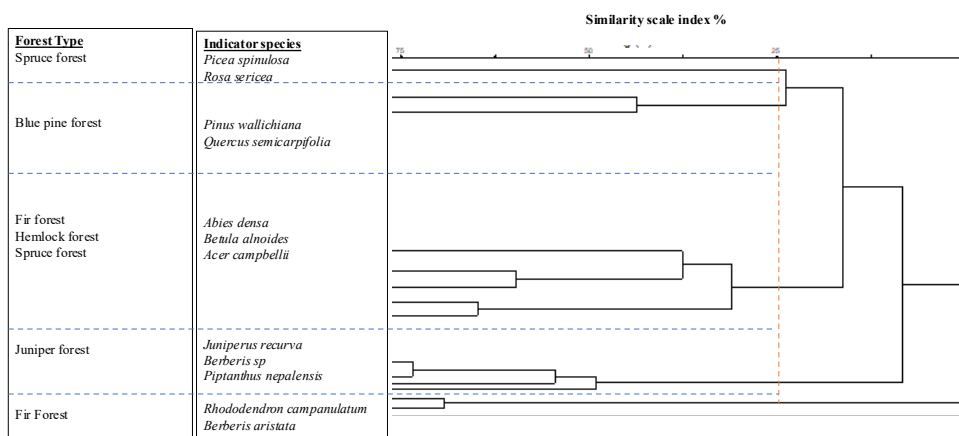 Similarity scale index %
75
50
25
Forest Type
Spruce forest
Blue pine forest
Fir forest
Hemlock forest
Spruce forest
Juniper forest
Fir Forest
Indicator species
Picea spinulosa
Rosa sericea
Pinus wallichiana
Quercus semicarpifolia
Abies densa
Betula alnoides
Acer campbellii
Juniperus recurva
Berberis sp
Piptanthus nepalensis
Rhododendron campanulatum
Berberis aristata